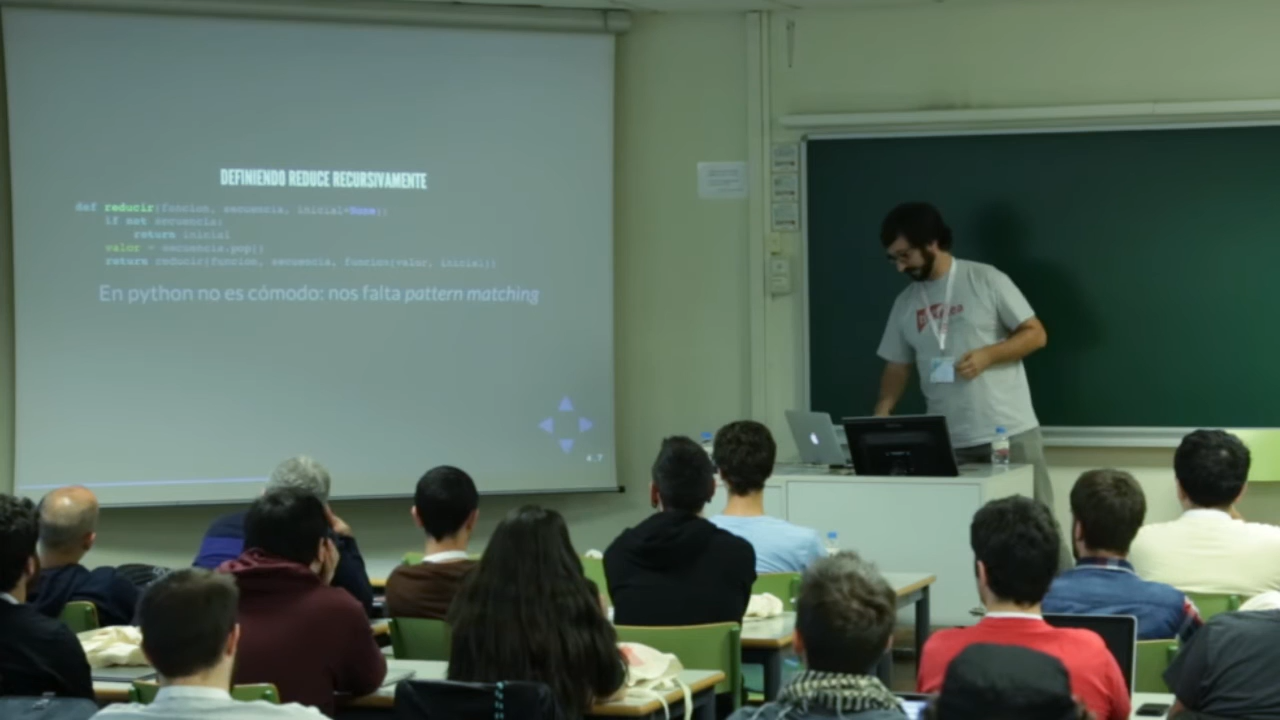 DEFINIENDO REDUCE RECURSIVAMENTE
def reducir(funcion, secuencia, inicial=None):
if not secuencia:
return inicial
valor = secuencia.pop()
return reducir(funcion, secuencia, funcion(valor, inicial))
En python no es cómodo: nos falta pattern matching